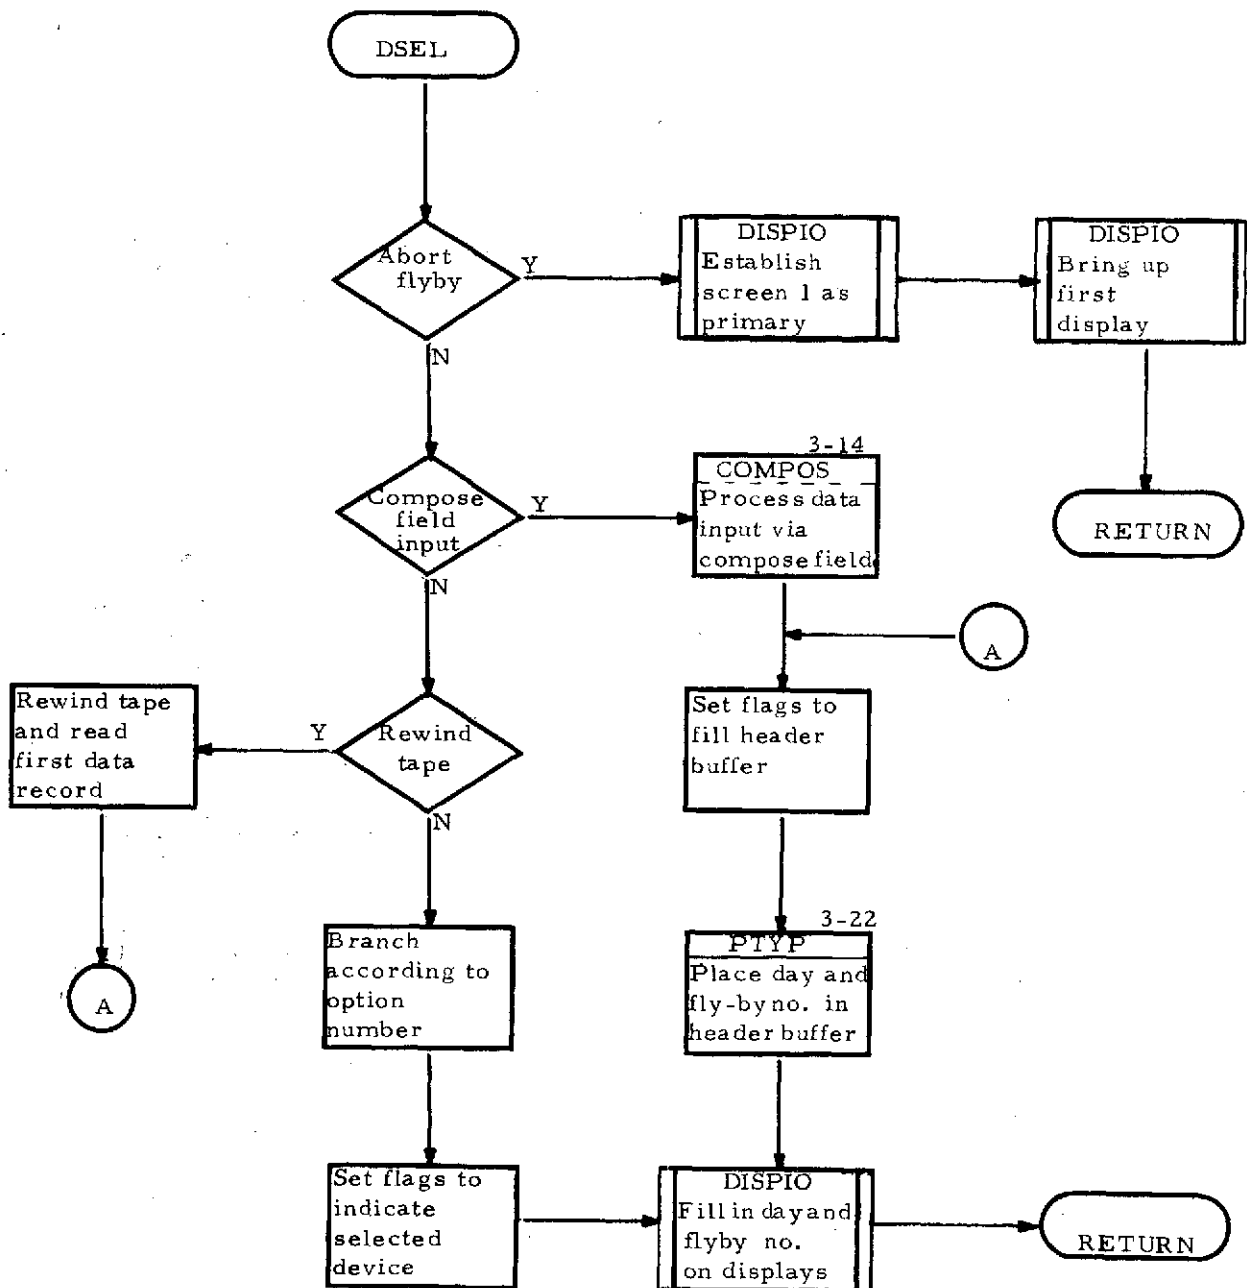 DSEL
Abort
flyby
Y
N
DISPIO
Establish
screen 1 as
primary
DISPIO
Bring up
first
display
RETURN
Compose
field
input
Y
N
3-14
COMPOS
Process data
input via
compose field
A
Rewind tape
and read
first data
record
Y
Rewind
tape
N
Set flags to
fill header
buffer
A
Branch
according to
option
number
3-22
PTYP
Place day and
fly-by no. in
header buffer
Set flags to
indicate
selected
device
DISPIO
Fill in day and
flyby no.
on displays
RETURN